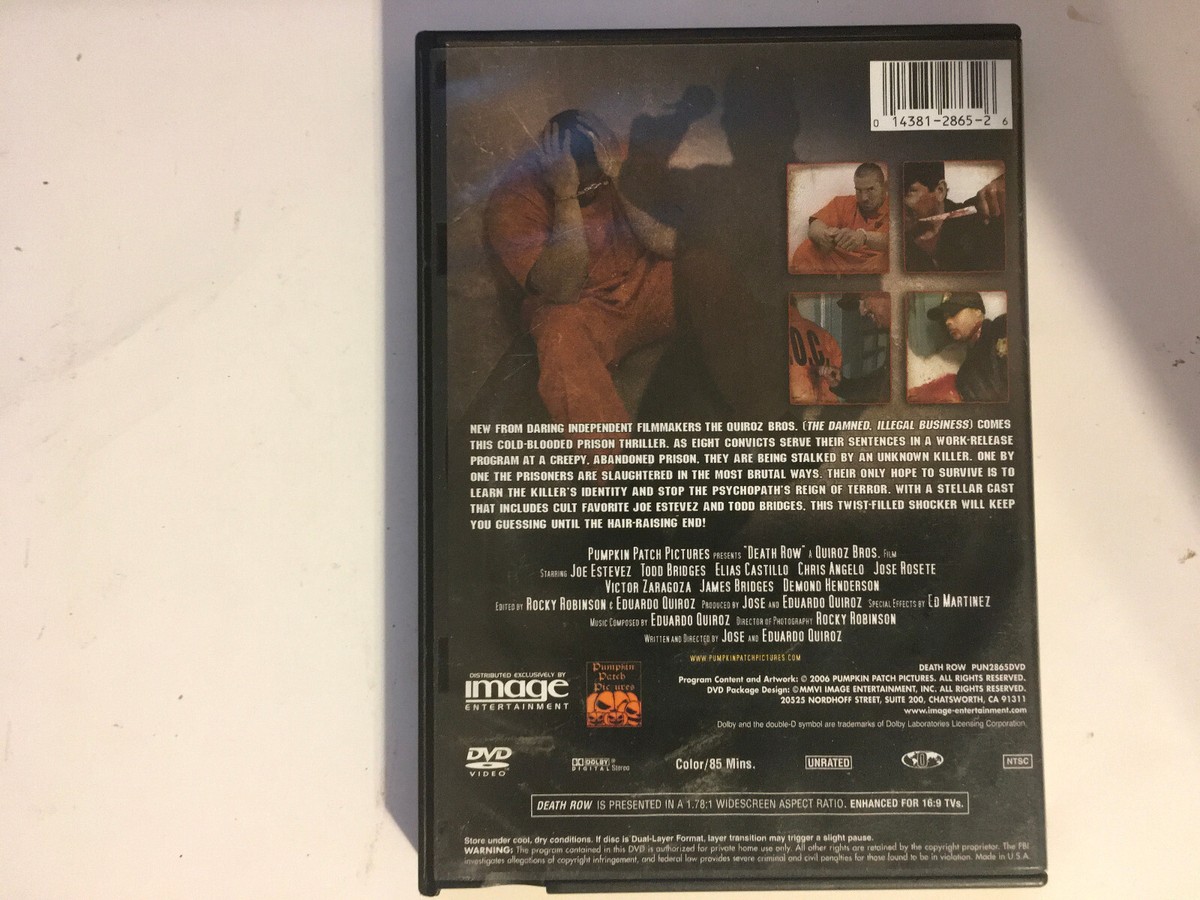 0 14381-2865-2 6
O.C.
NEW FROM DARING INDEPENDENT FILMMAKERS THE QUIROZ BROS. (THE DAMNED, ILLEGAL BUSINESS) COMES
THIS COLD-BLOODED PRISON THRILLER. AS EIGHT CONVICTS SERVE THEIR SENTENCES IN A WORK-RELEASE
PROGRAM AT A CREEPY, ABANDONED PRISON, THEY ARE BEING STALKED BY AN UNKNOWN KILLER. ONE BY
ONE THE PRISONERS ARE SLAUGHTERED IN THE MOST BRUTAL WAYS. THEIR ONLY HOPE TO SURVIVE IS TO
LEARN THE KILLER'S IDENTITY AND STOP THE PSYCHOPATH'S REIGN OF TERROR. WITH A STELLAR CAST
THAT INCLUDES CULT FAVORITE JOE ESTEVEZ AND TODD BRIDGES, THIS TWIST-FILLED SHOCKER WILL KEEP
YOU GUESSING UNTIL THE HAIR-RAISING END!
PUMPKIN PATCH PICTURES PRESENTS "DEATH ROW" A QUIROZ BROS. FILM
STARRING JOE ESTEVEZ TODD BRIDGES ELIAS CASTILLO CHRIS ANGELO JOSE ROSETE
VICTOR ZARAGOZA JAMES BRIDGES DEMOND HENDERSON
EDITED BY ROCKY ROBINSON & EDUARDO QUIROZ PRODUCED BY JOSE AND EDUARDO QUIROZ SPECIAL EFFECTS BY ED MARTINEZ
MUSIC COMPOSED BY EDUARDO QUIROZ DIRECTOR OF PHOTOGRAPHY ROCKY ROBINSON
WRITTEN AND DIRECTED BY JOSE AND EDUARDO QUIROZ
WWW.PUMPKINPATCHPICTURES.COM
DISTRIBUTED EXCLUSIVELY BY
image
ENTERTAINMENT
Pumpkin
Patch
Pictures
DEATH ROW PUN2865DVD
Program Content and Artwork: © 2006 PUMPKIN PATCH PICTURES. ALL RIGHTS RESERVED.
DVD Package Design: ©MMVI IMAGE ENTERTAINMENT, INC. ALL RIGHTS RESERVED.
20525 NORDHOFF STREET, SUITE 200, CHATSWORTH, CA 91311
www.image-entertainment.com
Dolby and the double-D symbol are trademarks of Dolby Laboratories Licensing Corporation.
DVD
VIDEO
DOLBY
DIGITAL Stereo
Color/85 Mins.
UNRATED
0
NTSC
DEATH ROW IS PRESENTED IN A 1.78:1 WIDESCREEN ASPECT RATIO. ENHANCED FOR 16:9 TVs.
Store under cool, dry conditions. If disc is Dual-Layer Format, layer transition may trigger a slight pause.
WARNING: The program contained in this DVD is authorized for private home use only. All other rights are retained by the copyright proprietor. The FBI
investigates allegations of copyright infringement, and federal law provides severe criminal and civil penalties for those found to be in violation. Made in U.S.A.